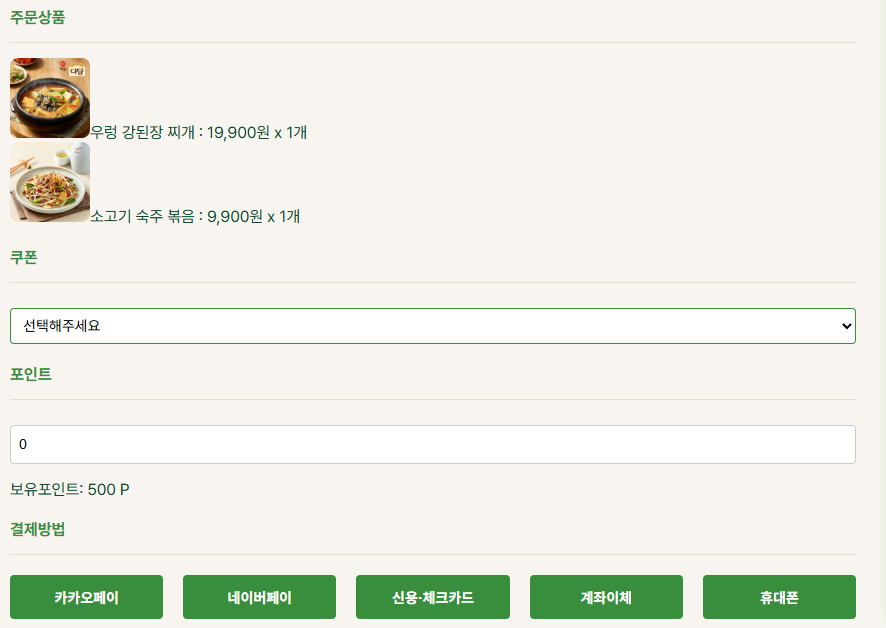 주문상품
다담
우렁 강된장 찌개 : 19,900원 x 1개
소고기 숙주 볶음 : 9,900원 x 1개
쿠폰
선택해주세요
포인트
0
보유포인트: 500 P
결제방법
카카오페이
네이버페이
신용·체크카드
계좌이체
휴대폰